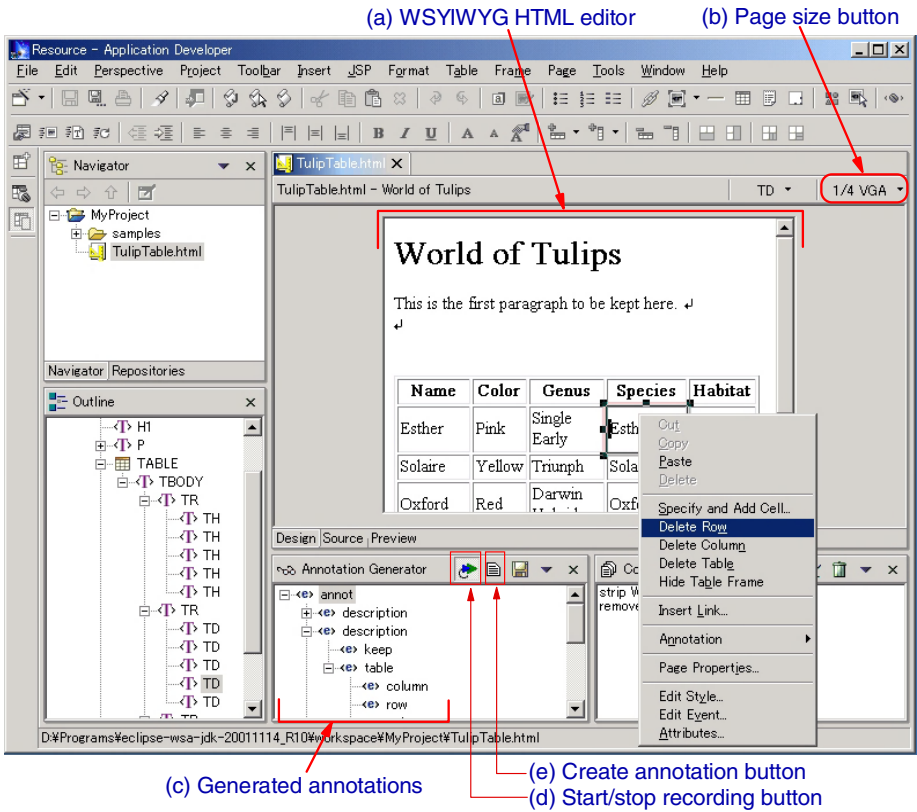 (a) WSYIWYG HTML editor
(b) Page size button
Resource - Application Developer
File Edit Perspective Project Toolbar Insert JSP Format Table Frame Page Tools Window Help
Navigator
TulipTable.html
TulipTable.html - World of Tulips
TD
1/4 VGA
MyProject
samples
TulipTable.html
World of Tulips
This is the first paragraph to be kept here.
Navigator Repositories
Outline
H1
P
TABLE
TBODY
TR
TH
TH
TH
TH
TH
TR
TD
TD
TD
TD
TD
Name Color Genus Species Habitat
Esther Pink Single Early Esth
Solaire Yellow Triunph Sola
Oxford Red Darwin Oxf
Cut
Copy
Paste
Delete
Specify and Add Cell...
Delete Row
Delete Column
Delete Table
Hide Table Frame
Insert Link...
Annotation
Page Properties...
Edit Style...
Edit Event...
Attributes...
Design Source Preview
Annotation Generator
annot
description
description
keep
table
column
row
Co
strip W
remove
D:¥Programs¥eclipse-wsa-jdk-20011114_R10¥workspace¥MyProject¥TulipTable.html
(c) Generated annotations
(e) Create annotation button
(d) Start/stop recording button